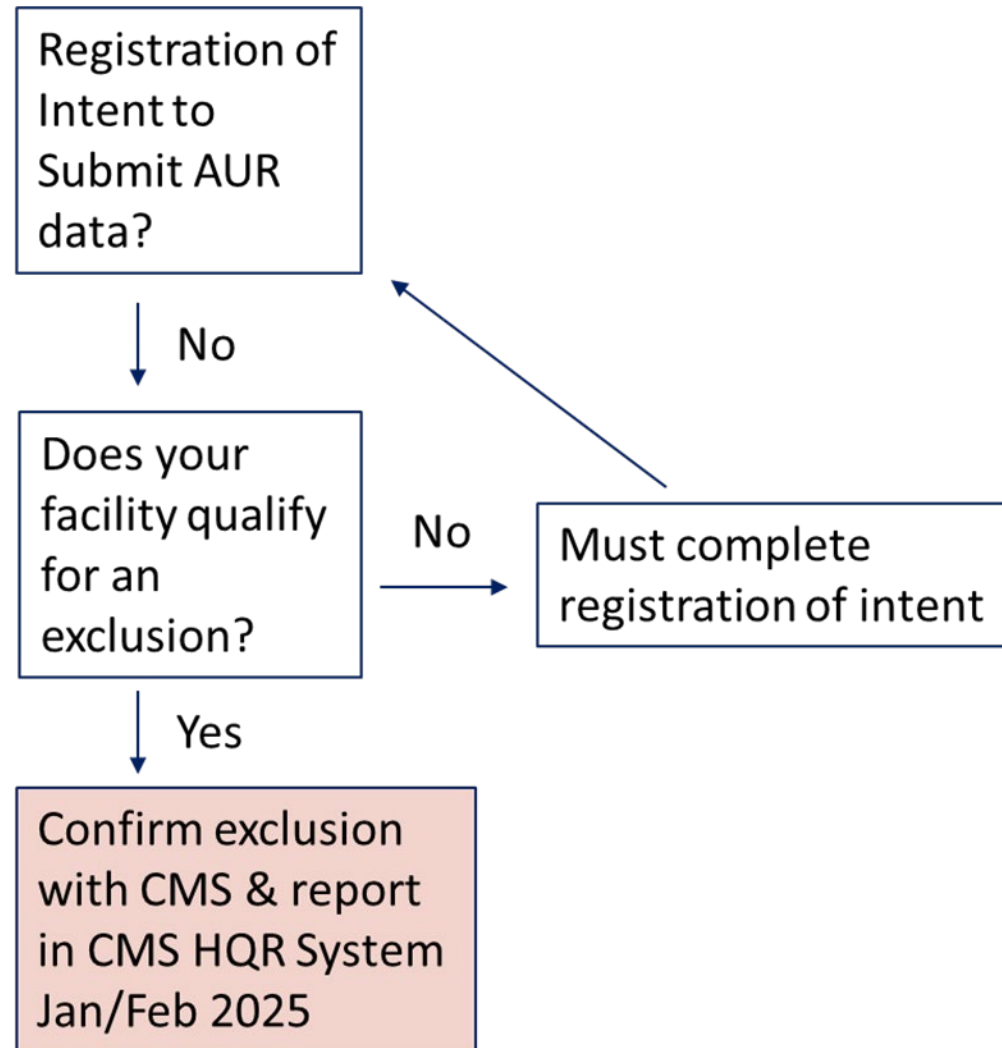 Registration of
Intent to
Submit AUR
data?
No
Does your
facility qualify
for an
exclusion?
No
Must complete
registration of intent
Yes
Confirm exclusion
with CMS & report
in CMS HQR System
Jan/Feb 2025